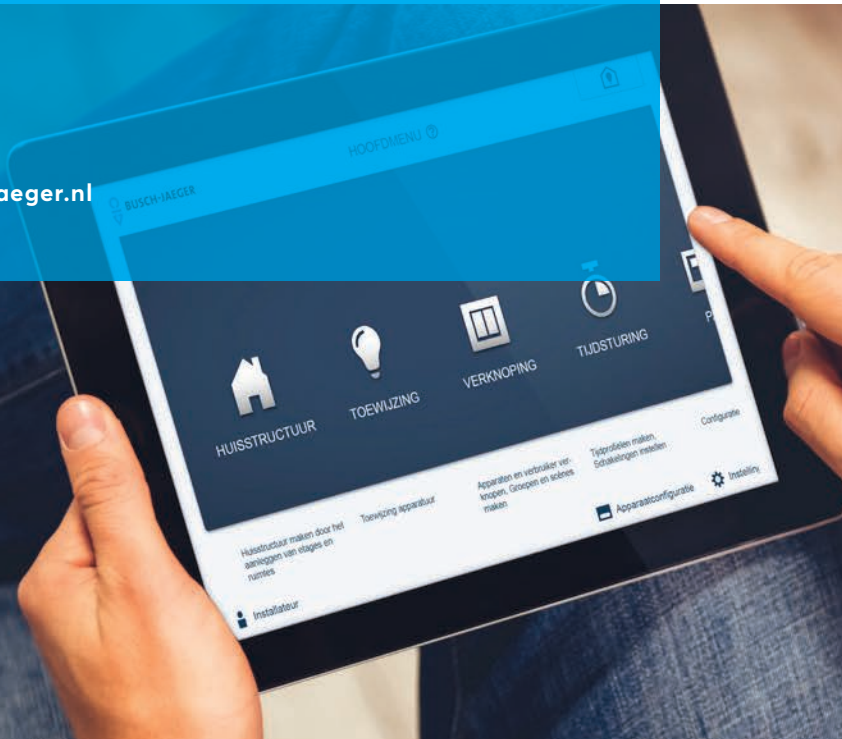 aeger.nl
BUSCH-JAEGER
HOOFDMENU ?
HUISSTRUCTUUR
TOEWIJZING
VERKNOPING
TIJDSTURING
P
Huisstructuur maken door het
aanleggen van etages en
ruimtes
Toewijzing apparatuur
Apparaten en verbruiker ver-
knopen, Groepen en scènes
maken
Tijdprofielen maken,
Schakelingen instellen
Configuratie
Installateur
Apparaatconfiguratie
Instelling